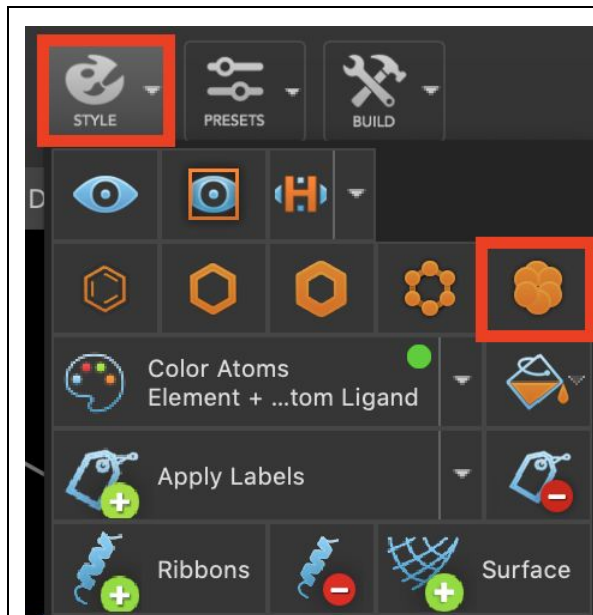 STYLE
PRESETS
BUILD
D
H
Color Atoms
Element + ...tom Ligand
Apply Labels
Ribbons
Surface